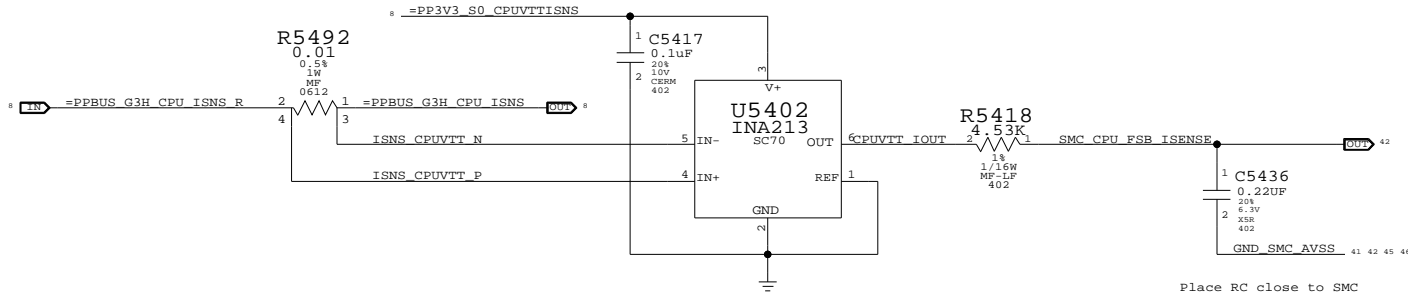 8 =PP3V3_S0_CPUVTTISNS
R5492
0.01
0.5%
1W
MF
0612
1 C5417
0.1uF
20%
10V
2 CERM
402
3
V+
8 IN =PPBUS_G3H_CPU_ISNS_R 2 1 =PPBUS_G3H_CPU_ISNS OUT 8
4 3
U5402
INA213
SC70
R5418
4.53K
ISNS_CPUVTT_N 5 IN- OUT 6 CPUVTT_IOUT 2 1 SMC_CPU_FSB_ISENSE OUT 42
1%
1/16W
MF-LF
402
ISNS_CPUVTT_P 4 IN+ REF 1
1 C5436
0.22UF
20%
6.3V
2 X5R
402
GND
2
GND_SMC_AVSS 41 42 45 46
Place RC close to SMC